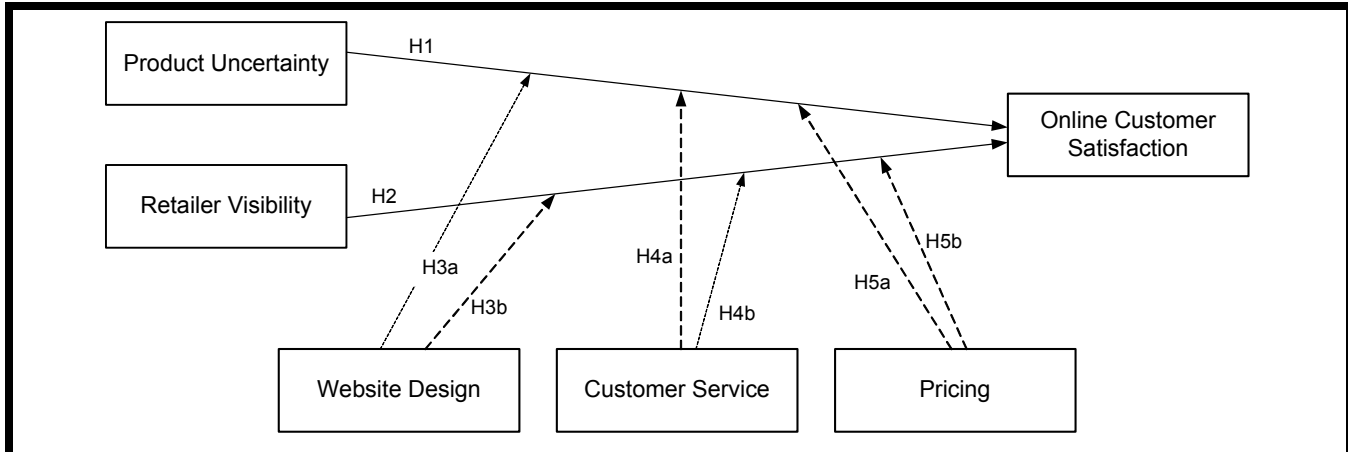 Product Uncertainty
H1
Online Customer
Satisfaction
Retailer Visibility
H2
H3a
H3b
H4a
H4b
H5a
H5b
Website Design
Customer Service
Pricing